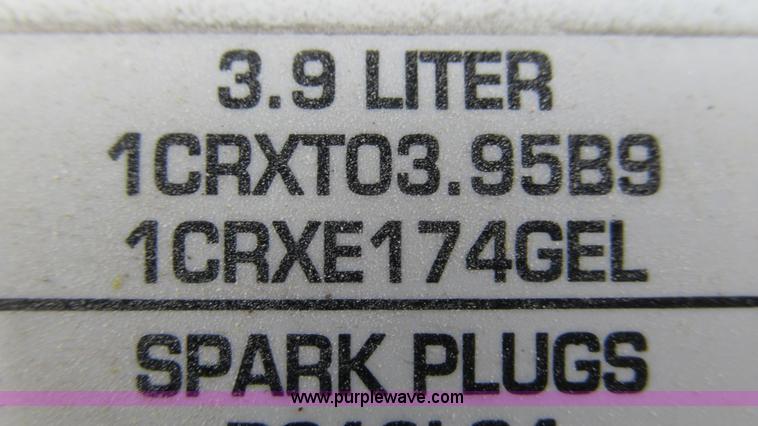 3.9 LITER
1CRXT03.95B9
1CRXE174GEL
SPARK PLUGS
www.purplewave.com